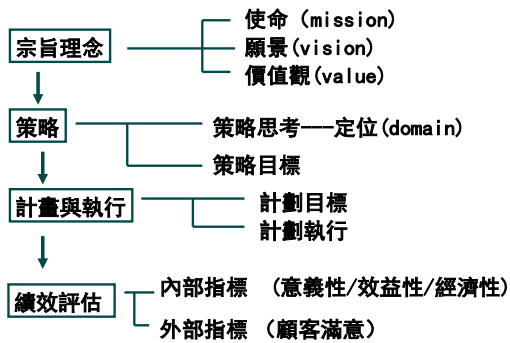 使命 (mission)
宗旨理念
願景(vision)
價值觀(value)
策略
策略思考---定位(domain)
策略目標
計畫與執行
計劃目標
計劃執行
績效評估
內部指標 (意義性/效益性/經濟性)
外部指標 (顧客滿意)